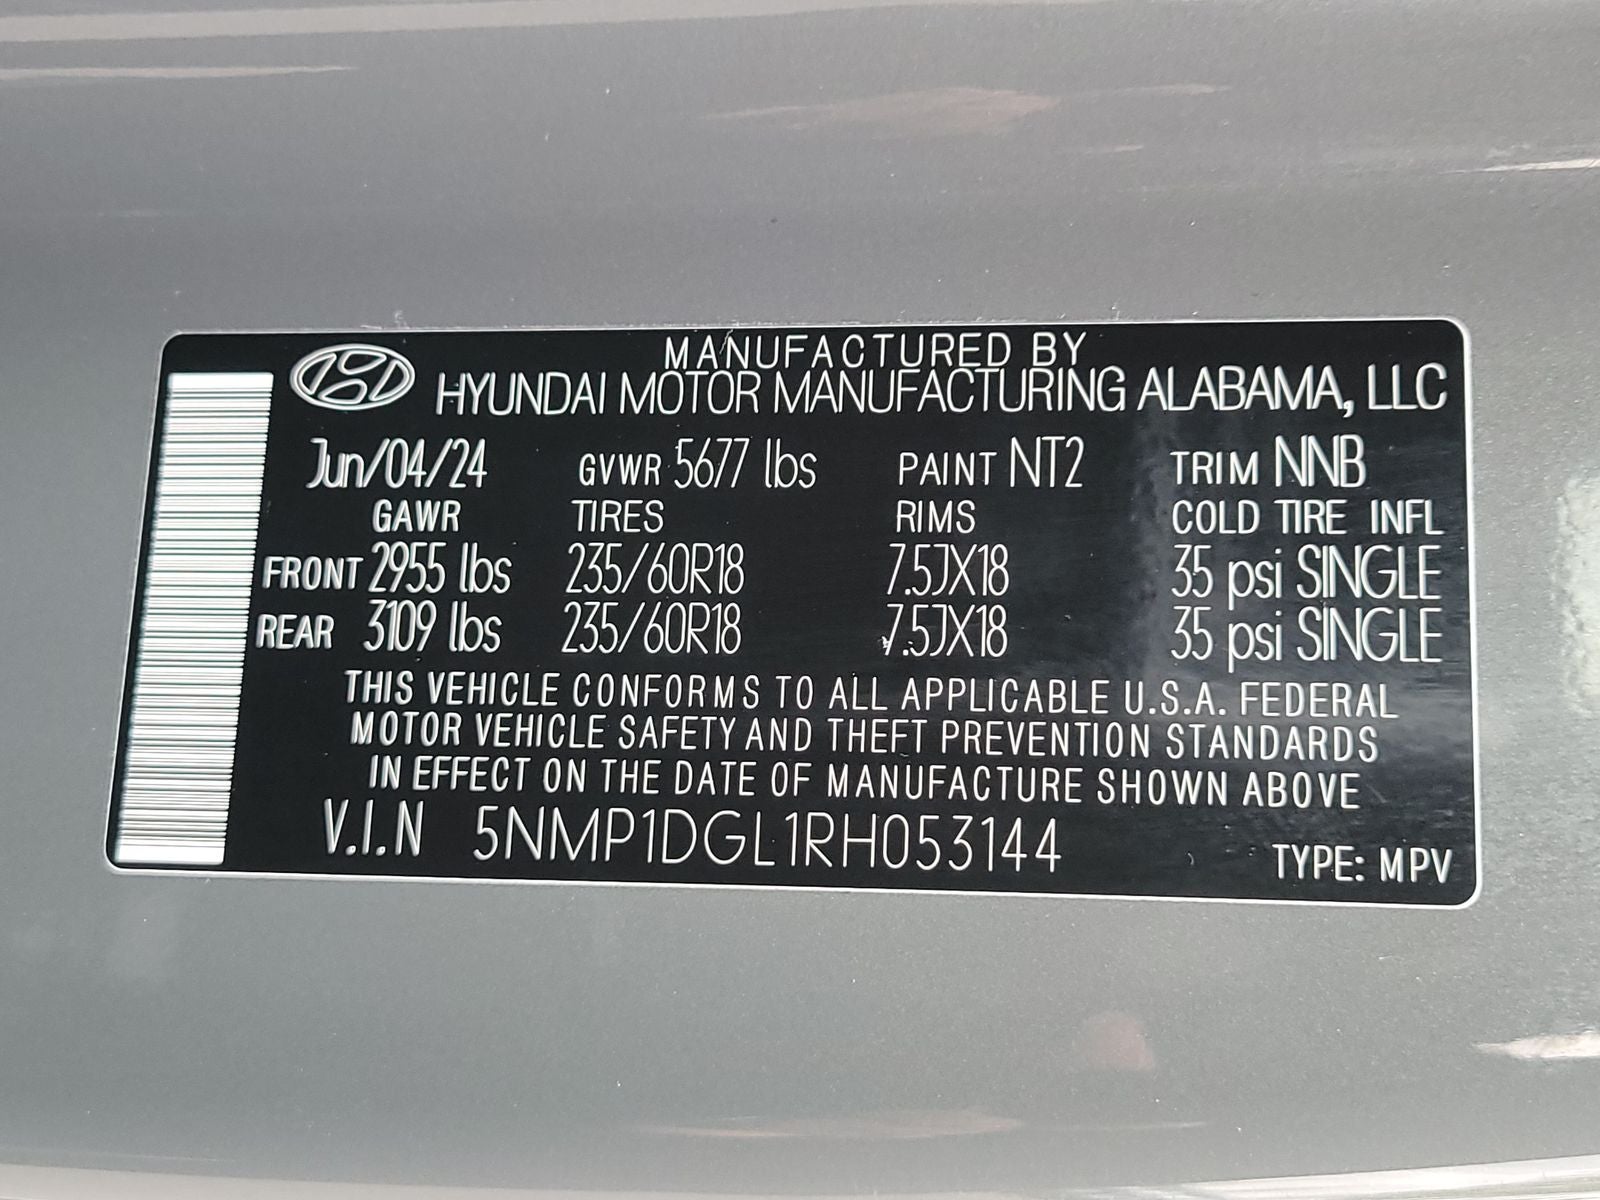 MANUFACTURED BY
HYUNDAI MOTOR MANUFACTURING ALABAMA, LLC
Jun/04/24 GVWR 5677 lbs PAINT NT2 TRIM NNB
GAWR TIRES RIMS COLD TIRE INFL
FRONT 2955 lbs 235/60R18 7.5JX18 35 psi SINGLE
REAR 3109 lbs 235/60R18 7.5JX18 35 psi SINGLE
THIS VEHICLE CONFORMS TO ALL APPLICABLE U.S.A. FEDERAL
MOTOR VEHICLE SAFETY AND THEFT PREVENTION STANDARDS
IN EFFECT ON THE DATE OF MANUFACTURE SHOWN ABOVE
V.I.N 5NMP1DGL1RH053144
TYPE: MPV